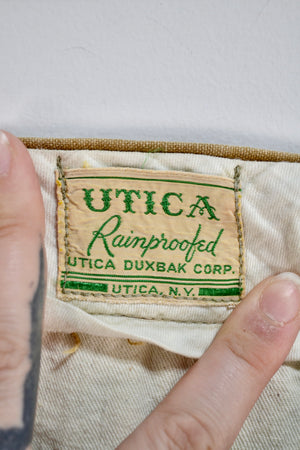 UTICA
Rainproofed
UTICA DUXBAK CORP.
UTICA, N.Y.